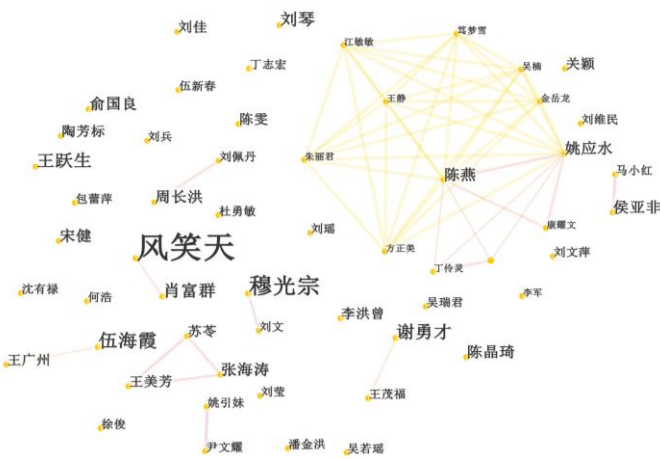 刘琴
刘佳
笃梦雪
江敏敏
丁志宏
吴楠
关颖
伍新春
俞国良
王静
金岳龙
陈雯
刘维民
陶芳标
刘兵
姚应水
王跃生
刘佩丹
朱丽君
陈燕
马小红
包蕾萍
周长洪
杜勇敏
侯亚非
刘瑶
康耀文
宋健
风笑天
方正美
刘文萍
丁伶灵
沈有禄
何浩
肖富群
穆光宗
李军
吴瑞君
李洪曾
苏苓
刘文
谢勇才
伍海霞
陈晶琦
王广州
张海涛
王美芳
刘莹
王茂福
姚引妹
徐俊
尹文耀
潘金洪
吴若瑶